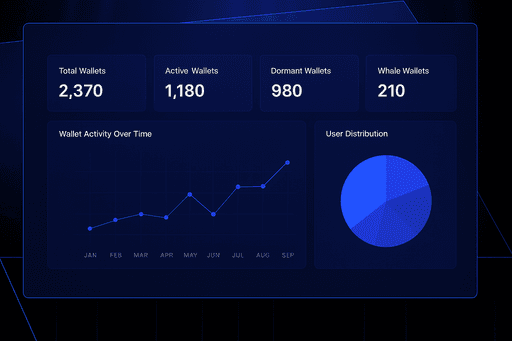 Total Wallets
2,370
Active Wallets
1,180
Dormant Wallets
980
Whale Wallets
210
Wallet Activity Over Time
JAN FEB MAR APR MAY JUN JUL AUG SEP
User Distribution